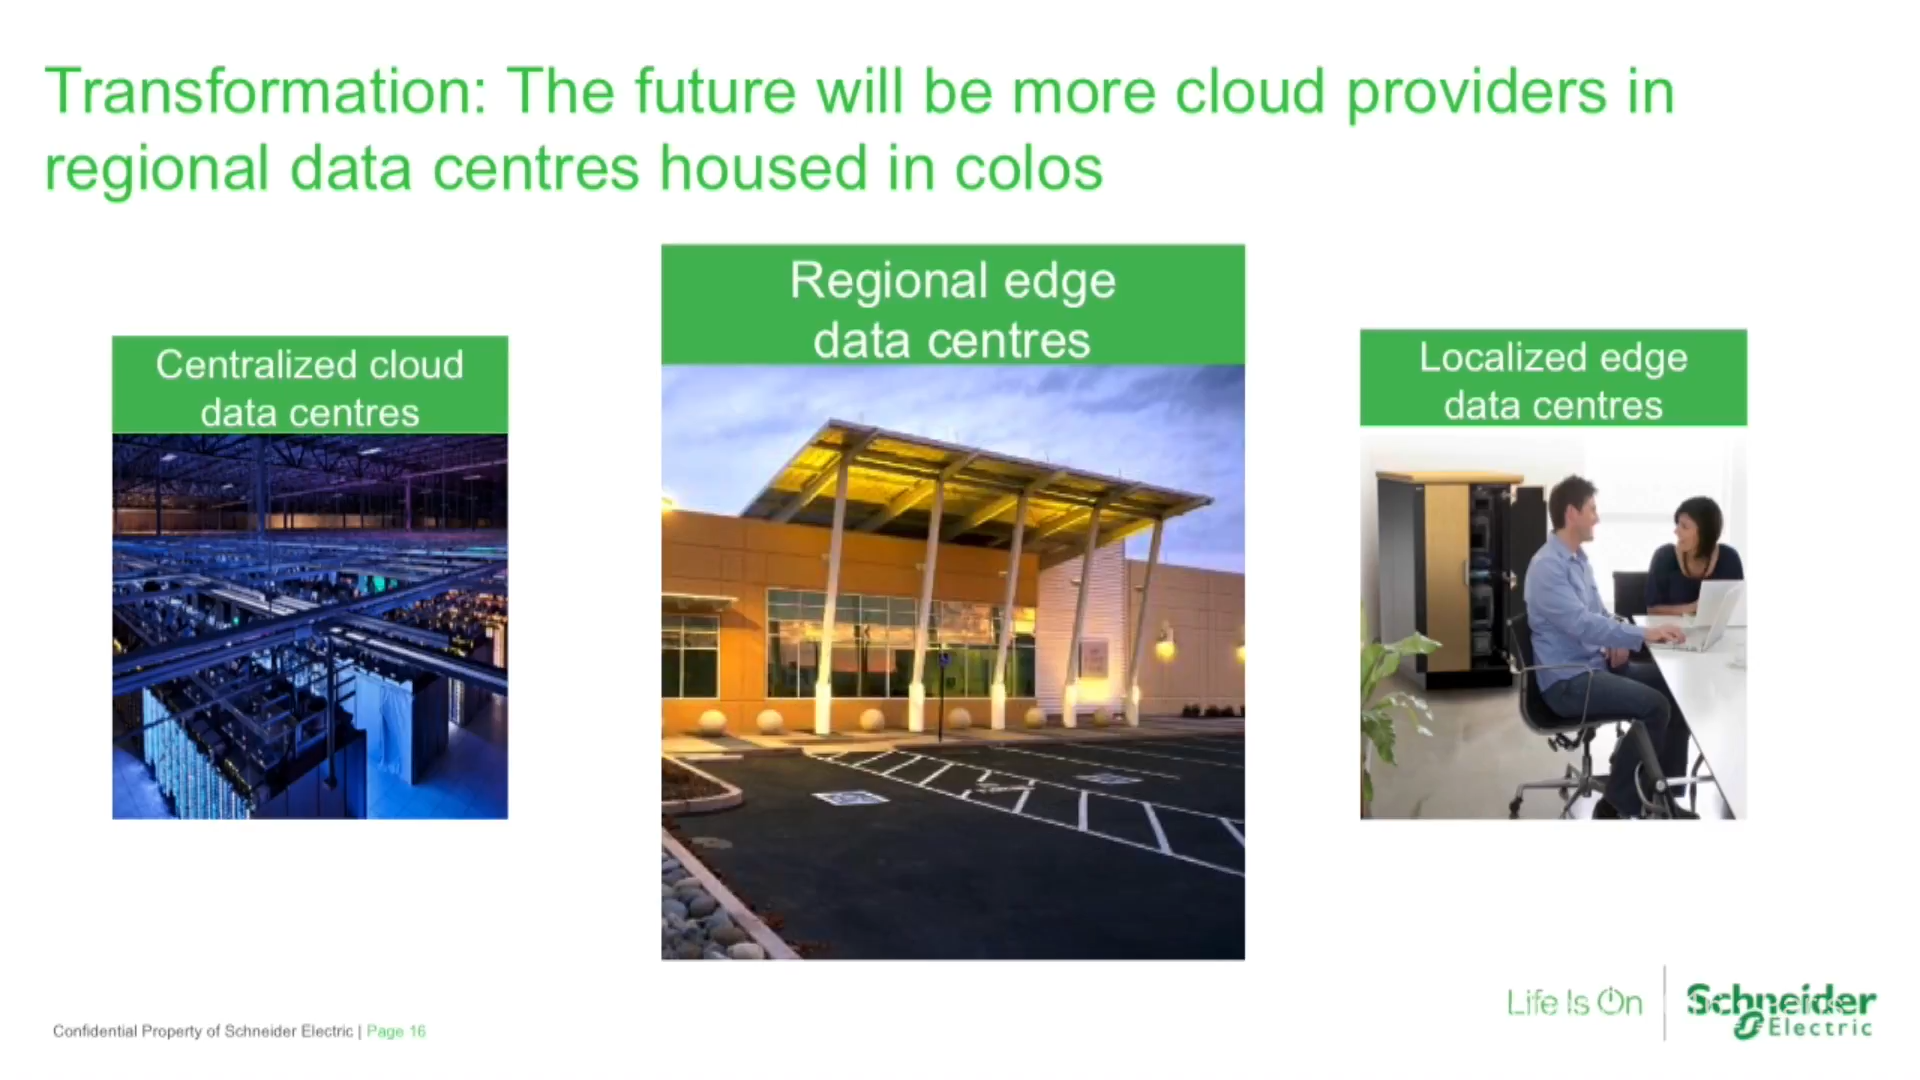 Transformation: The future will be more cloud providers in
regional data centres housed in colos
Centralized cloud
data centres
Regional edge
data centres
Localized edge
data centres
Confidential Property of Schneider Electric | Page 16
Life Is On
Schneider
Electric